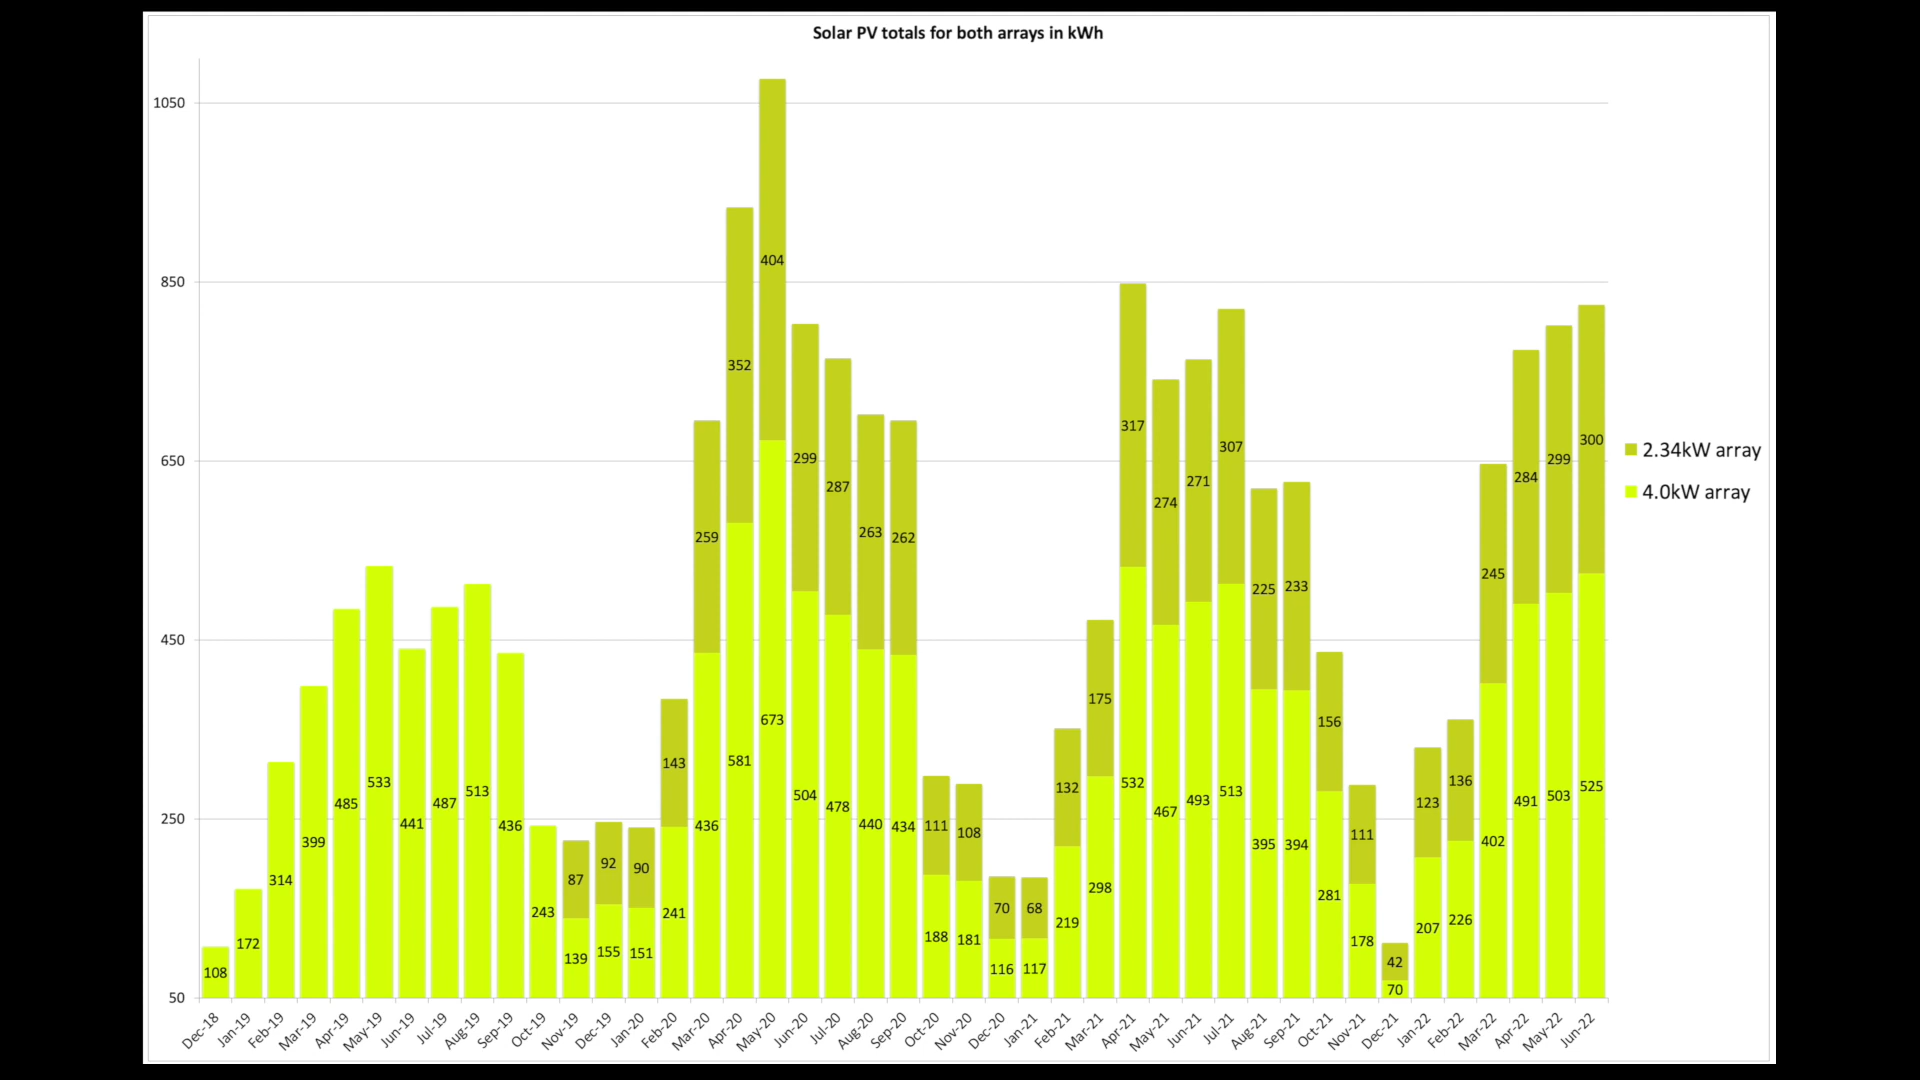 Solar PV totals for both arrays in kWh
1050
850
650
450
250
50
404
352
317
307
300
299
299
284
287
271
274
259
263
262
245
233
225
175
156
143
132
136
123
111
108
111
92
90
87
70
68
42
108
172
314
399
485
533
441
487
513
436
243
139
155
151
241
436
581
673
504
478
440
434
188
181
116
117
219
298
532
467
493
513
395
394
281
178
70
207
226
402
491
503
525
Dec-18
Jan-19
Feb-19
Mar-19
Apr-19
May-19
Jun-19
Jul-19
Aug-19
Sep-19
Oct-19
Nov-19
Dec-19
Jan-20
Feb-20
Mar-20
Apr-20
May-20
Jun-20
Jul-20
Aug-20
Sep-20
Oct-20
Nov-20
Dec-20
Jan-21
Feb-21
Mar-21
Apr-21
May-21
Jun-21
Jul-21
Aug-21
Sep-21
Oct-21
Nov-21
Dec-21
Jan-22
Feb-22
Mar-22
Apr-22
May-22
Jun-22
2.34kW array
4.0kW array